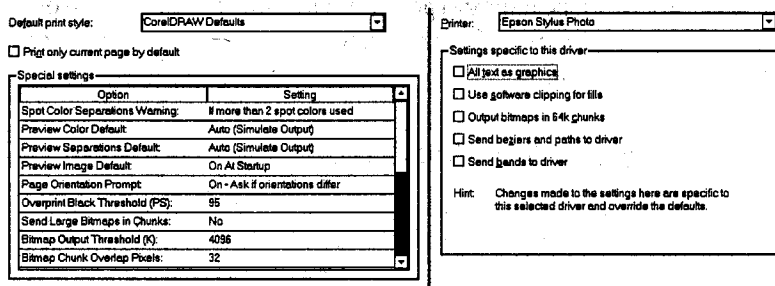 Default print style: CorelDRAW Defaults
Print only current page by default
Special settings
Option Setting
Spot Color Separations Warning: If more than 2 spot colors used
Preview Color Default: Auto (Simulate Output)
Preview Separations Default: Auto (Simulate Output)
Preview Image Default: On At Startup
Page Orientation Prompt: On - Ask if orientations differ
Overprint Black Threshold (PS): 95
Send Large Bitmaps in Chunks: No
Bitmap Output Threshold (K): 4096
Bitmap Chunk Overlap Pixels: 32
Printer: Epson Stylus Photo
Settings specific to this driver
All text as graphics
Use software clipping for fills
Output bitmaps in 64k chunks
Send beziers and paths to driver
Send bands to driver
Hint: Changes made to the settings here are specific to
this selected driver and override the defaults.